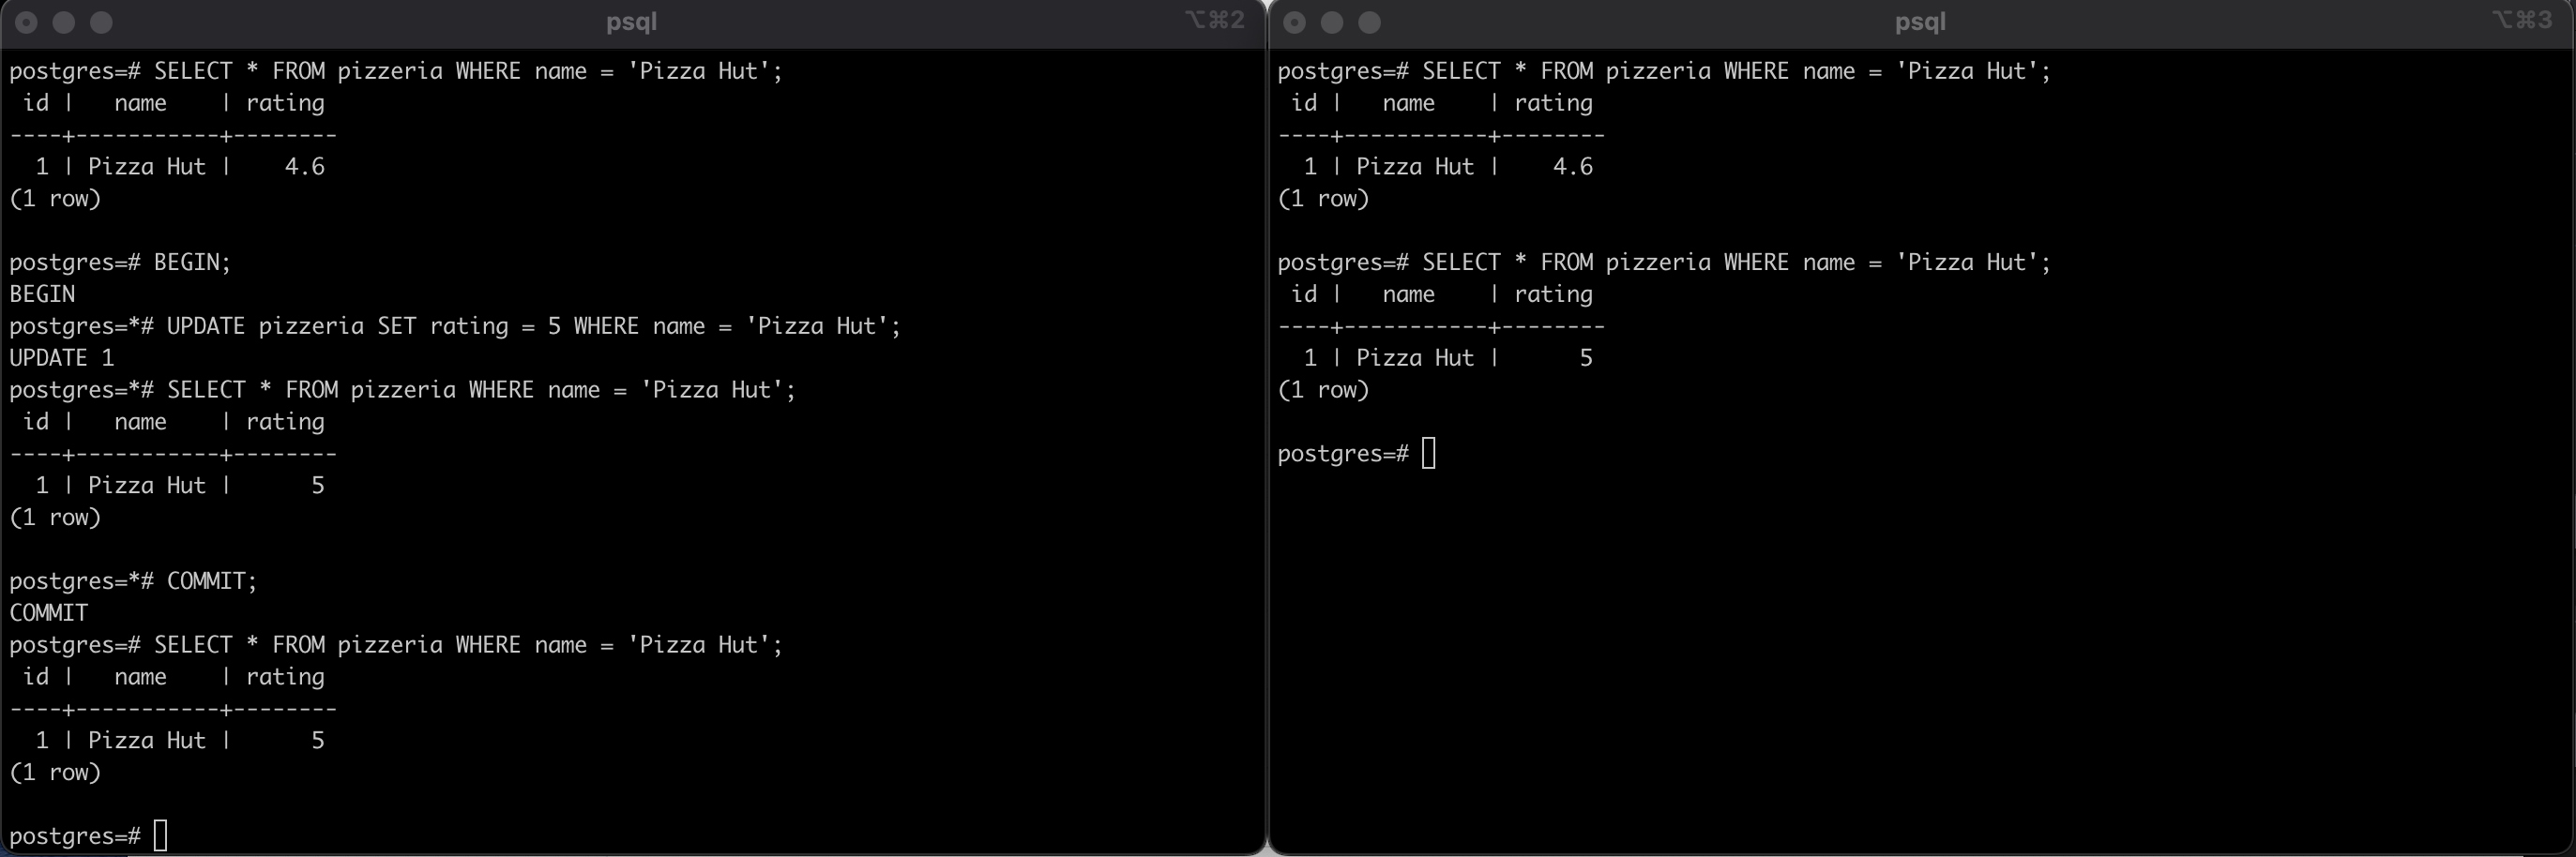 psql
⌥⌘2
postgres=# SELECT * FROM pizzeria WHERE name = 'Pizza Hut';
 id |   name    | rating
----+-----------+--------
  1 | Pizza Hut |    4.6
(1 row)

postgres=# BEGIN;
BEGIN
postgres=*# UPDATE pizzeria SET rating = 5 WHERE name = 'Pizza Hut';
UPDATE 1
postgres=*# SELECT * FROM pizzeria WHERE name = 'Pizza Hut';
 id |   name    | rating
----+-----------+--------
  1 | Pizza Hut |      5
(1 row)

postgres=*# COMMIT;
COMMIT
postgres=# SELECT * FROM pizzeria WHERE name = 'Pizza Hut';
 id |   name    | rating
----+-----------+--------
  1 | Pizza Hut |      5
(1 row)

postgres=#
psql
⌥⌘3
postgres=# SELECT * FROM pizzeria WHERE name = 'Pizza Hut';
 id |   name    | rating
----+-----------+--------
  1 | Pizza Hut |    4.6
(1 row)

postgres=# SELECT * FROM pizzeria WHERE name = 'Pizza Hut';
 id |   name    | rating
----+-----------+--------
  1 | Pizza Hut |      5
(1 row)

postgres=#